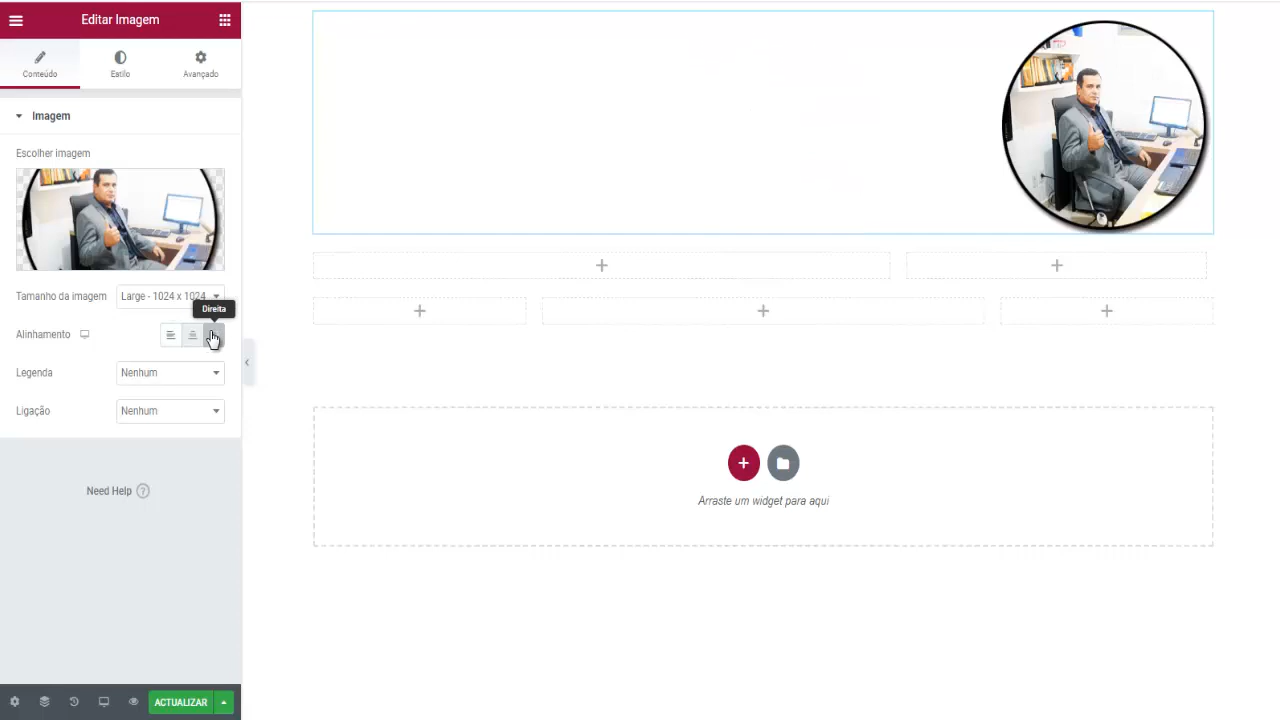 Editar Imagem
Conteúdo
Estilo
Avançado
Imagem
Escolher imagem
Tamanho da imagem
Large - 1024 x 1024
Direita
Alinhamento
Legenda
Nenhum
Ligação
Nenhum
Need Help ?
ACTUALIZAR
Arraste um widget para aqui